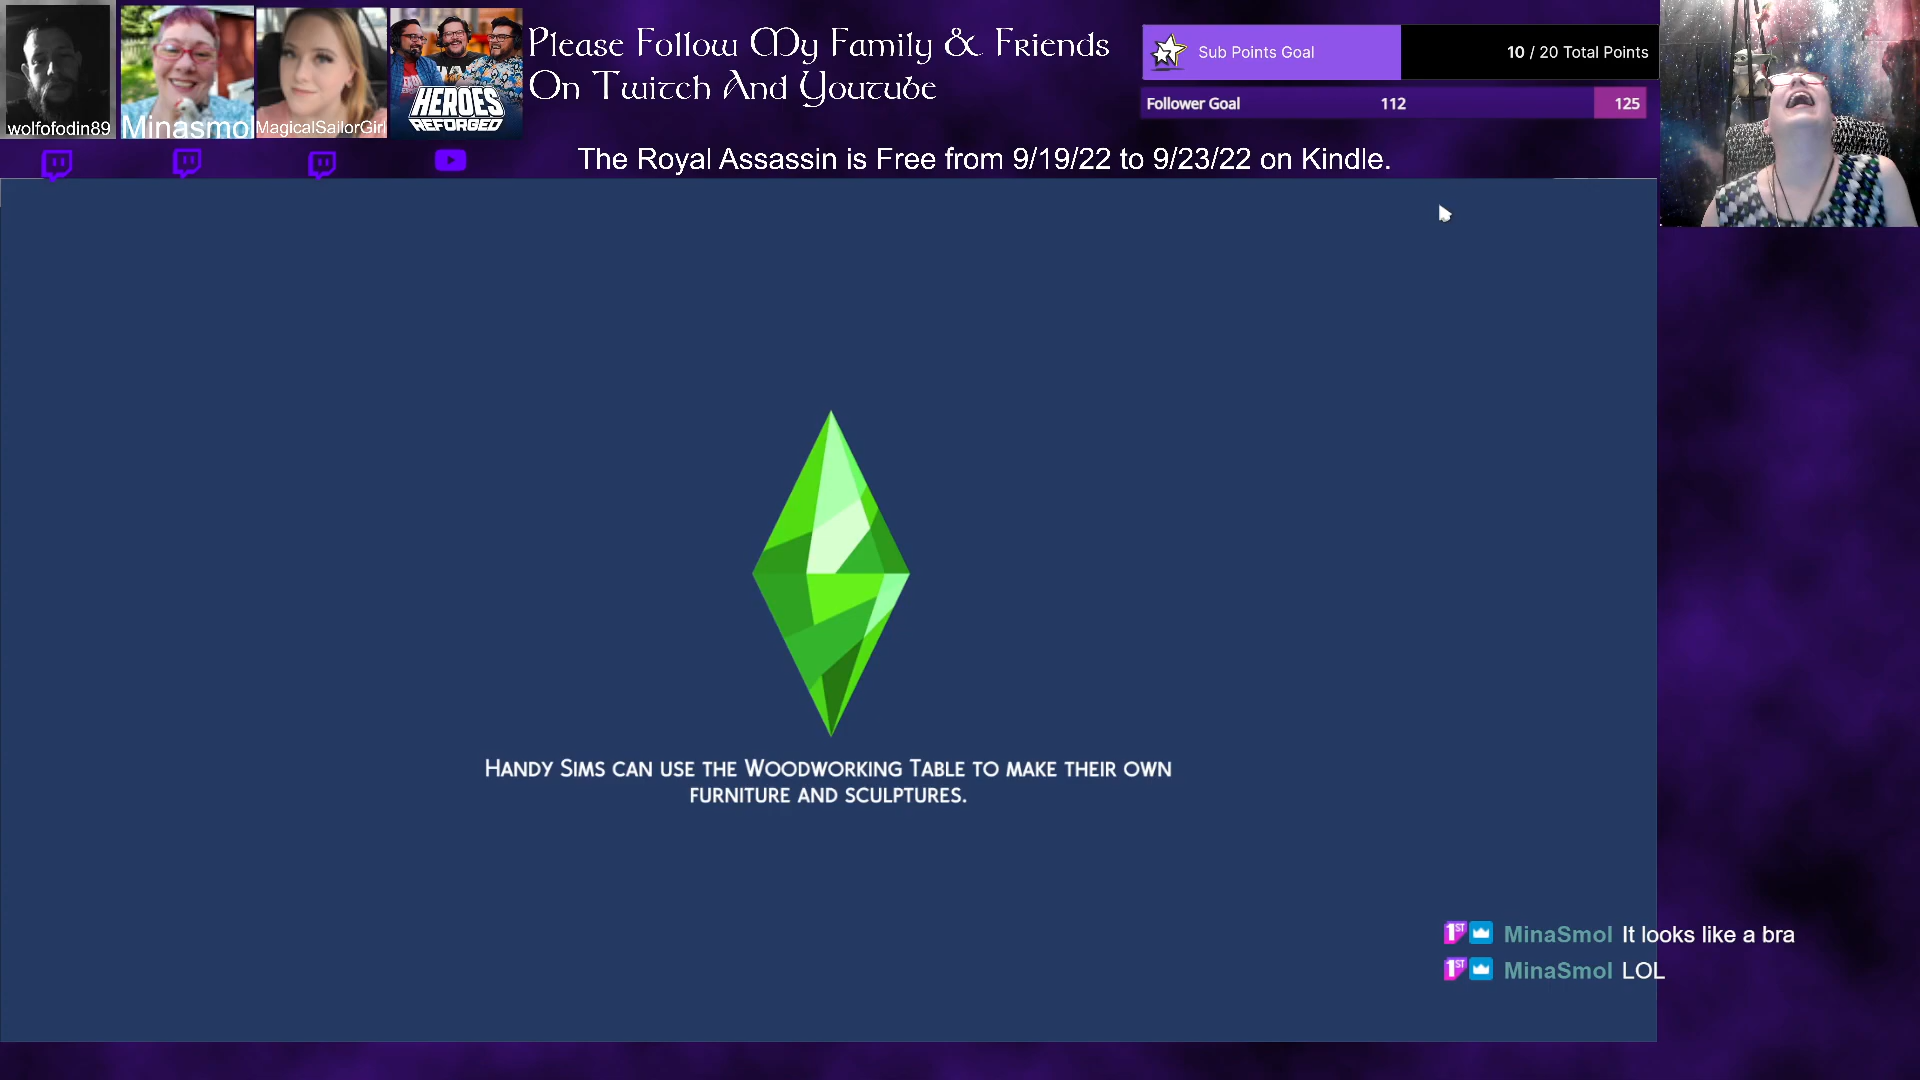 wolfofodin89
Minasmol
MagicalSailorGirl
HEROES
REFORGED
Please Follow My Family & Friends
On Twitch And Youtube
Sub Points Goal
10 / 20 Total Points
Follower Goal 112 125
The Royal Assassin is Free from 9/19/22 to 9/23/22 on Kindle.
HANDY SIMS CAN USE THE WOODWORKING TABLE TO MAKE THEIR OWN
FURNITURE AND SCULPTURES.
1ST MinaSmol It looks like a bra
1ST MinaSmol LOL